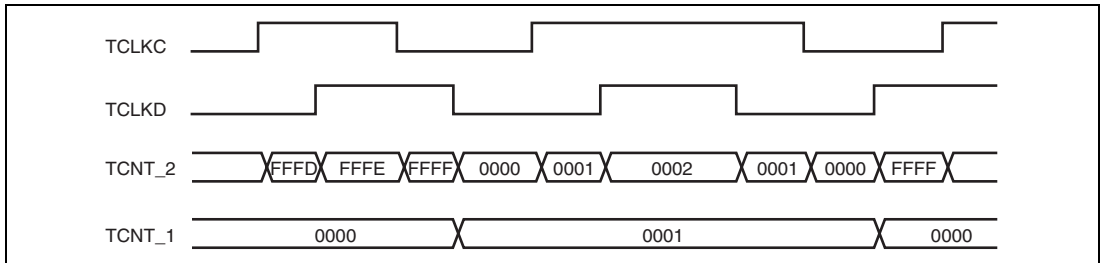 TCLKC
TCLKD
TCNT_2 FFFD FFFE FFFF 0000 0001 0002 0001 0000 FFFF
TCNT_1 0000 0001 0000